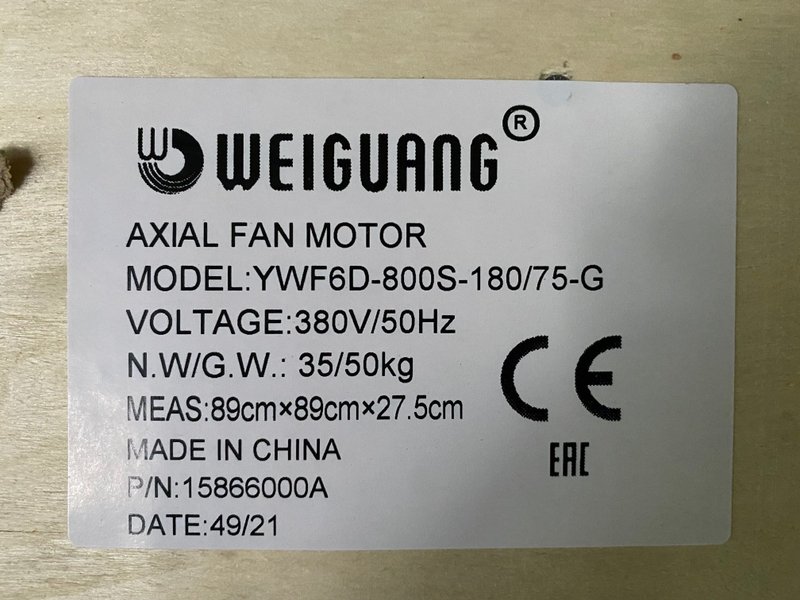 WEIGUANG®
AXIAL FAN MOTOR
MODEL:YWF6D-800S-180/75-G
VOLTAGE:380V/50Hz
N.W/G.W.: 35/50kg
MEAS:89cm×89cm×27.5cm
MADE IN CHINA
P/N:15866000A
DATE:49/21
CE
EAC